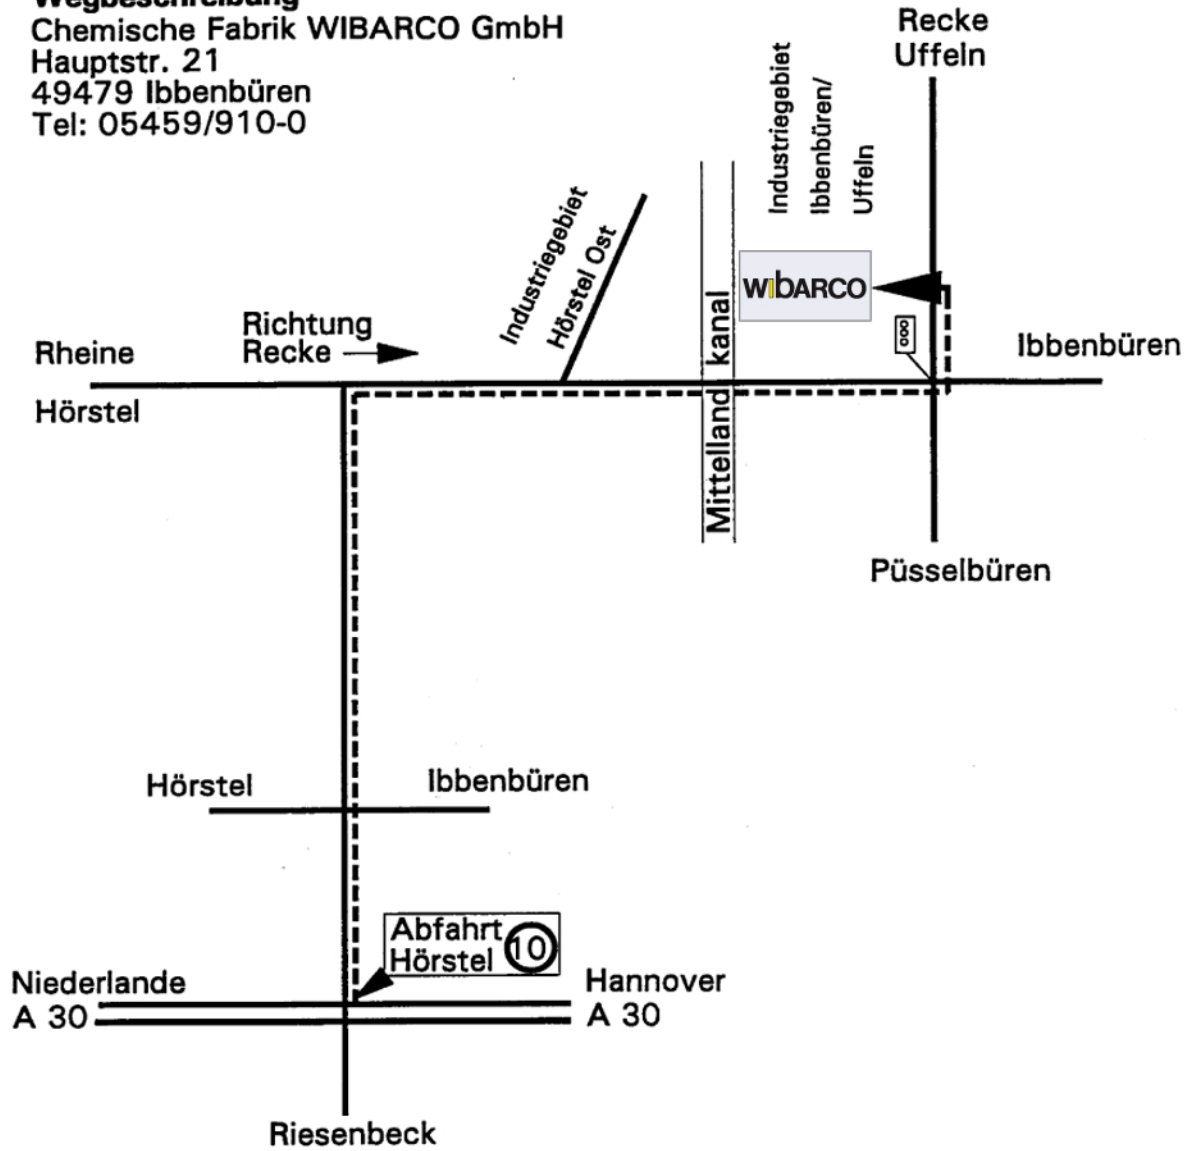 Wegbeschreibung
Chemische Fabrik WIBARCO GmbH
Hauptstr. 21
49479 Ibbenbüren
Tel: 05459/910-0
Recke
Uffeln
Industriegebiet
Ibbenbüren/
Uffeln
Industriegebiet
Hörstel Ost
wibARCO
Mittelland kanal
Richtung
Recke
Rheine
Hörstel
Ibbenbüren
Püsselbüren
Hörstel
Ibbenbüren
Abfahrt
Hörstel
10
Niederlande
A 30
Hannover
A 30
Riesenbeck